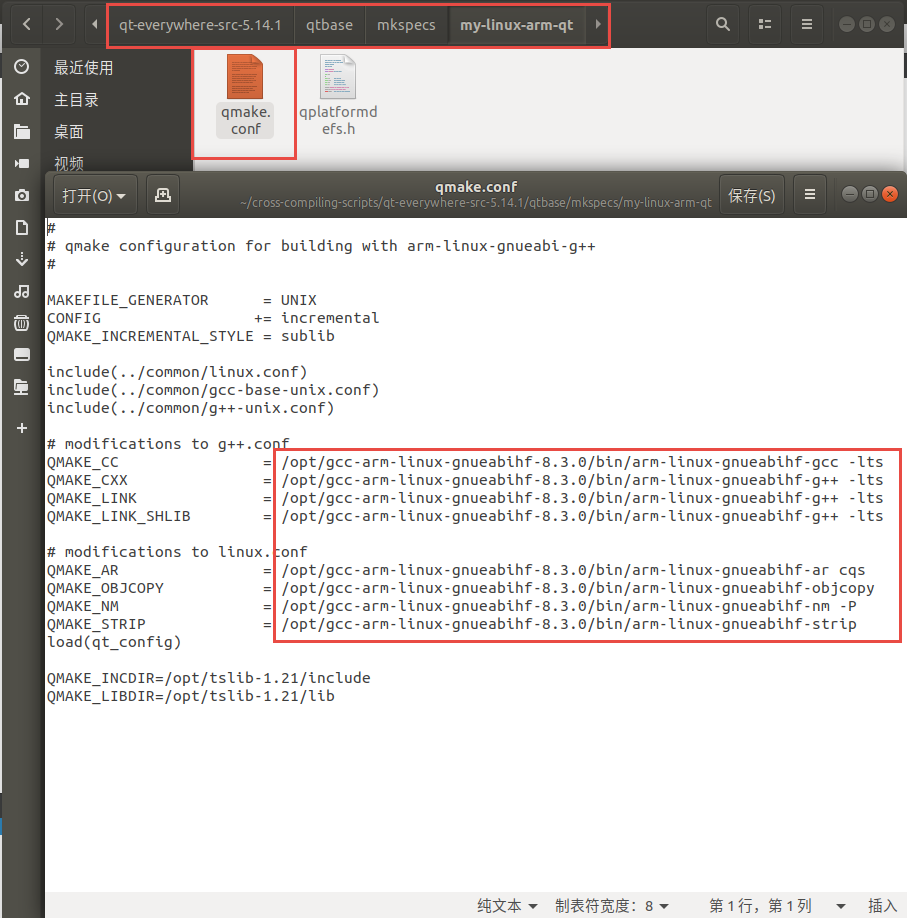 qt-everywhere-src-5.14.1 qtbase mkspecs my-linux-arm-qt
最近使用
主目录
桌面
视频
qmake.
conf
qplatformd
efs.h
打开(O)
qmake.conf
~/cross-compiling-scripts/qt-everywhere-src-5.14.1/qtbase/mkspecs/my-linux-arm-qt
保存(S)
#
# qmake configuration for building with arm-linux-gnueabi-g++
#
MAKEFILE_GENERATOR      = UNIX
CONFIG                 += incremental
QMAKE_INCREMENTAL_STYLE = sublib
include(../common/linux.conf)
include(../common/gcc-base-unix.conf)
include(../common/g++-unix.conf)
# modifications to g++.conf
QMAKE_CC                = /opt/gcc-arm-linux-gnueabihf-8.3.0/bin/arm-linux-gnueabihf-gcc -lts
QMAKE_CXX               = /opt/gcc-arm-linux-gnueabihf-8.3.0/bin/arm-linux-gnueabihf-g++ -lts
QMAKE_LINK              = /opt/gcc-arm-linux-gnueabihf-8.3.0/bin/arm-linux-gnueabihf-g++ -lts
QMAKE_LINK_SHLIB        = /opt/gcc-arm-linux-gnueabihf-8.3.0/bin/arm-linux-gnueabihf-g++ -lts
# modifications to linux.conf
QMAKE_AR                = /opt/gcc-arm-linux-gnueabihf-8.3.0/bin/arm-linux-gnueabihf-ar cqs
QMAKE_OBJCOPY           = /opt/gcc-arm-linux-gnueabihf-8.3.0/bin/arm-linux-gnueabihf-objcopy
QMAKE_NM                = /opt/gcc-arm-linux-gnueabihf-8.3.0/bin/arm-linux-gnueabihf-nm -P
QMAKE_STRIP             = /opt/gcc-arm-linux-gnueabihf-8.3.0/bin/arm-linux-gnueabihf-strip
load(qt_config)
QMAKE_INCDIR=/opt/tslib-1.21/include
QMAKE_LIBDIR=/opt/tslib-1.21/lib
纯文本 制表符宽度：8 第 1 行，第 1 列 插入